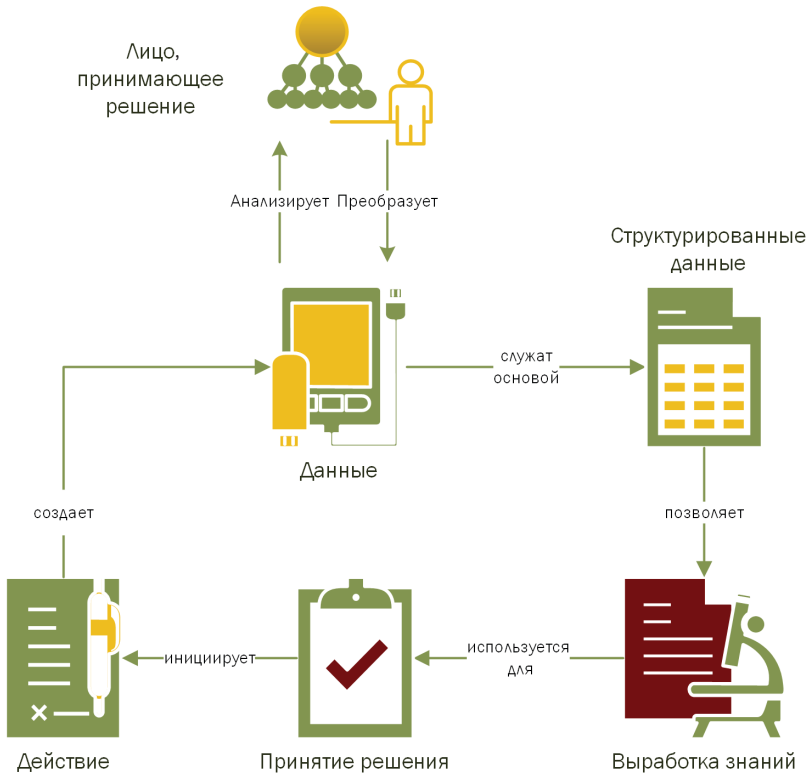 Лицо,
принимающее
решение
Анализирует
Преобразует
Структурированные
данные
служат
основой
Данные
создает
позволяет
инициирует
используется
для
Действие
Принятие решения
Выработка знаний